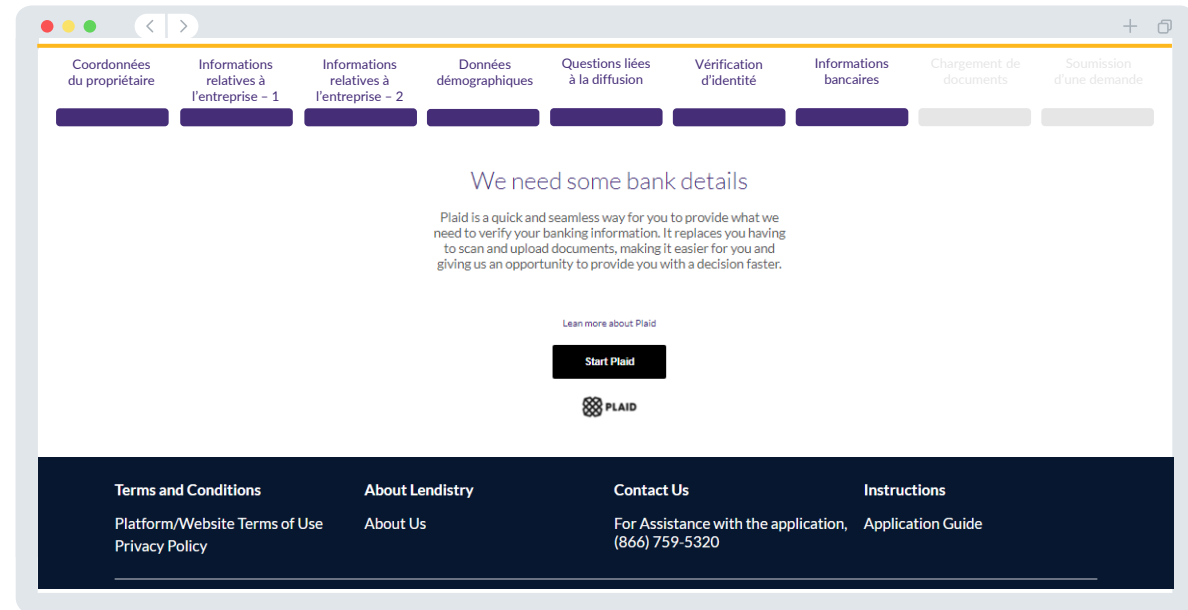 Coordonnées
du propriétaire
Informations
relatives à
l'entreprise – 1
Informations
relatives à
l'entreprise – 2
Données
démographiques
Questions liées
à la diffusion
Vérification
d'identité
Informations
bancaires
Chargement de
documents
Soumission
d'une demande
We need some bank details
Plaid is a quick and seamless way for you to provide what we
need to verify your banking information. It replaces you having
to scan and upload documents, making it easier for you and
giving us an opportunity to provide you with a decision faster.
Lean more about Plaid
Start Plaid
PLAID
Terms and Conditions
Platform/Website Terms of Use
Privacy Policy
About Lendistry
About Us
Contact Us
For Assistance with the application,
(866) 759-5320
Instructions
Application Guide